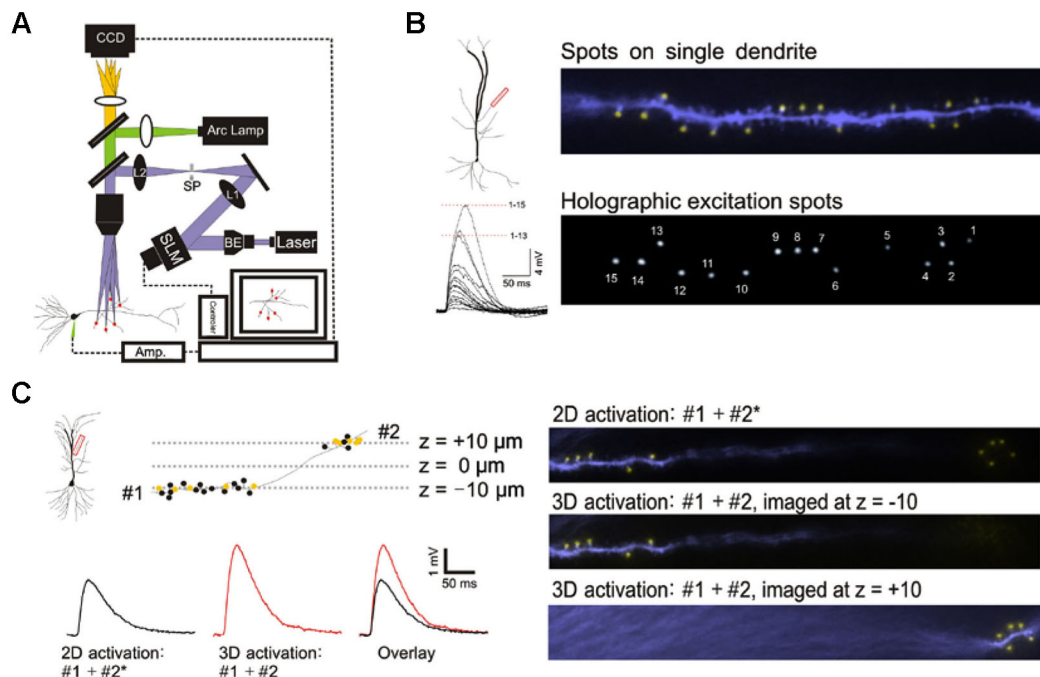 A
CCD
Arc Lamp
L2
SP
L1
SLM
BE
Laser
Controler
Amp.
B
Spots on single dendrite
1-15
1-13
4 mV
50 ms
Holographic excitation spots
13
9
8
7
5
3
1
15
14
12
11
10
6
4
2
C
#1
#2
z = +10 µm
z = 0 µm
z = −10 µm
1 mV
50 ms
2D activation:
#1 + #2*
3D activation:
#1 + #2
Overlay
2D activation: #1 + #2*
3D activation: #1 + #2, imaged at z = -10
3D activation: #1 + #2, imaged at z = +10